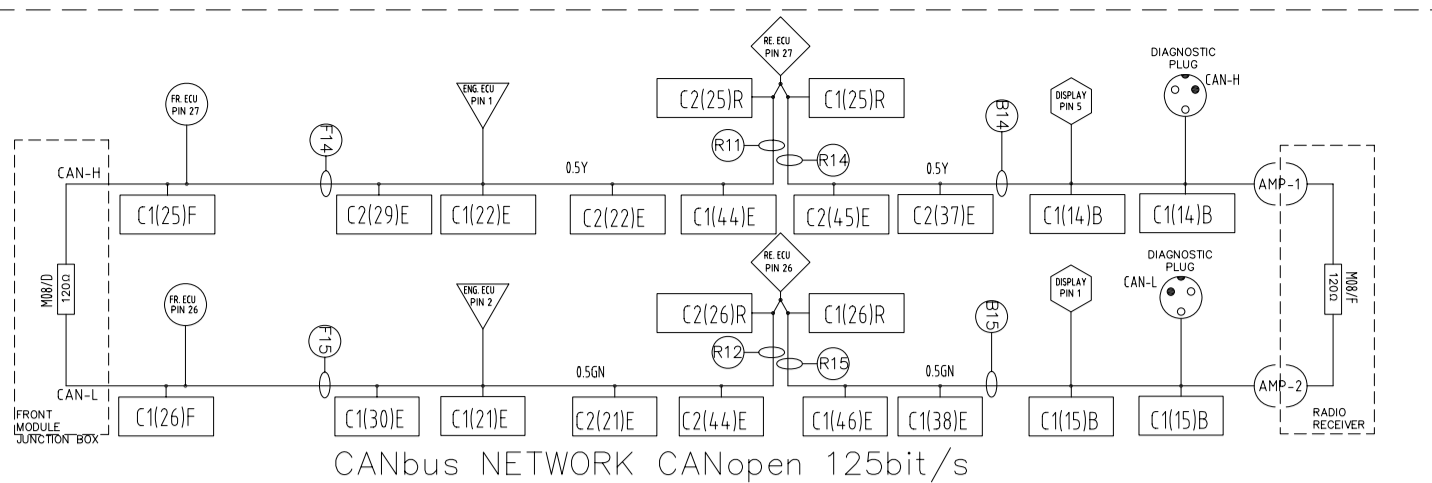 RE. ECU
PIN 27
DIAGNOSTIC
PLUG
CAN-H
FR. ECU
PIN 27
ENG. ECU
PIN 1
C2(25)R
C1(25)R
DISPLAY
PIN 5
F14
R11
R14
B14
CAN-H
0.5Y
0.5Y
AMP-1
C1(25)F
C2(29)E
C1(22)E
C2(22)E
C1(44)E
C2(45)E
C2(37)E
C1(14)B
C1(14)B
M08/D
120Ω
M08/F
120Ω
RE. ECU
PIN 26
DIAGNOSTIC
PLUG
CAN-L
FR. ECU
PIN 26
ENG. ECU
PIN 2
C2(26)R
C1(26)R
DISPLAY
PIN 1
F15
R12
R15
B15
CAN-L
0.5GN
0.5GN
AMP-2
C1(26)F
C1(30)E
C1(21)E
C2(21)E
C2(44)E
C1(46)E
C1(38)E
C1(15)B
C1(15)B
FRONT
MODULE
JUNCTION BOX
RADIO
RECEIVER
CANbus NETWORK CANopen 125bit/s